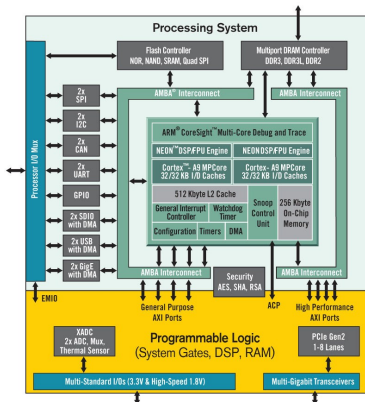 Processing System
Flash Controller
NOR, NAND, SRAM, Quad SPI
Multiport DRAM Controller
DDR3, DDR3L, DDR2
AMBA® Interconnect
AMBA Interconnect
Processor I/O Mux
2x
SPI
2x
I2C
2x
CAN
2x
UART
GPIO
2x SDIO
with DMA
2x USB
with DMA
2x GigE
with DMA
ARM® CoreSight™ Multi-Core Debug and Trace
NEON™ DSP/FPU Engine
NEON DSP/FPU Engine
Cortex™- A9 MPCore
32/32 KB I/D Caches
Cortex- A9 MPCore
32/32 KB I/D Caches
512 Kbyte L2 Cache
General Interrupt
Controller
Watchdog
Timer
Configuration
Timers
DMA
Snoop
Control
Unit
256 Kbyte
On-Chip
Memory
AMBA Interconnect
Security
AES, SHA, RSA
AMBA Interconnect
EMIO
General Purpose
AXI Ports
ACP
High Performance
AXI Ports
XADC
2x ADC, Mux,
Thermal Sensor
Programmable Logic
(System Gates, DSP, RAM)
PCIe Gen2
1-8 Lanes
Multi-Standard I/Os (3.3V & High-Speed 1.8V)
Multi-Gigabit Transceivers